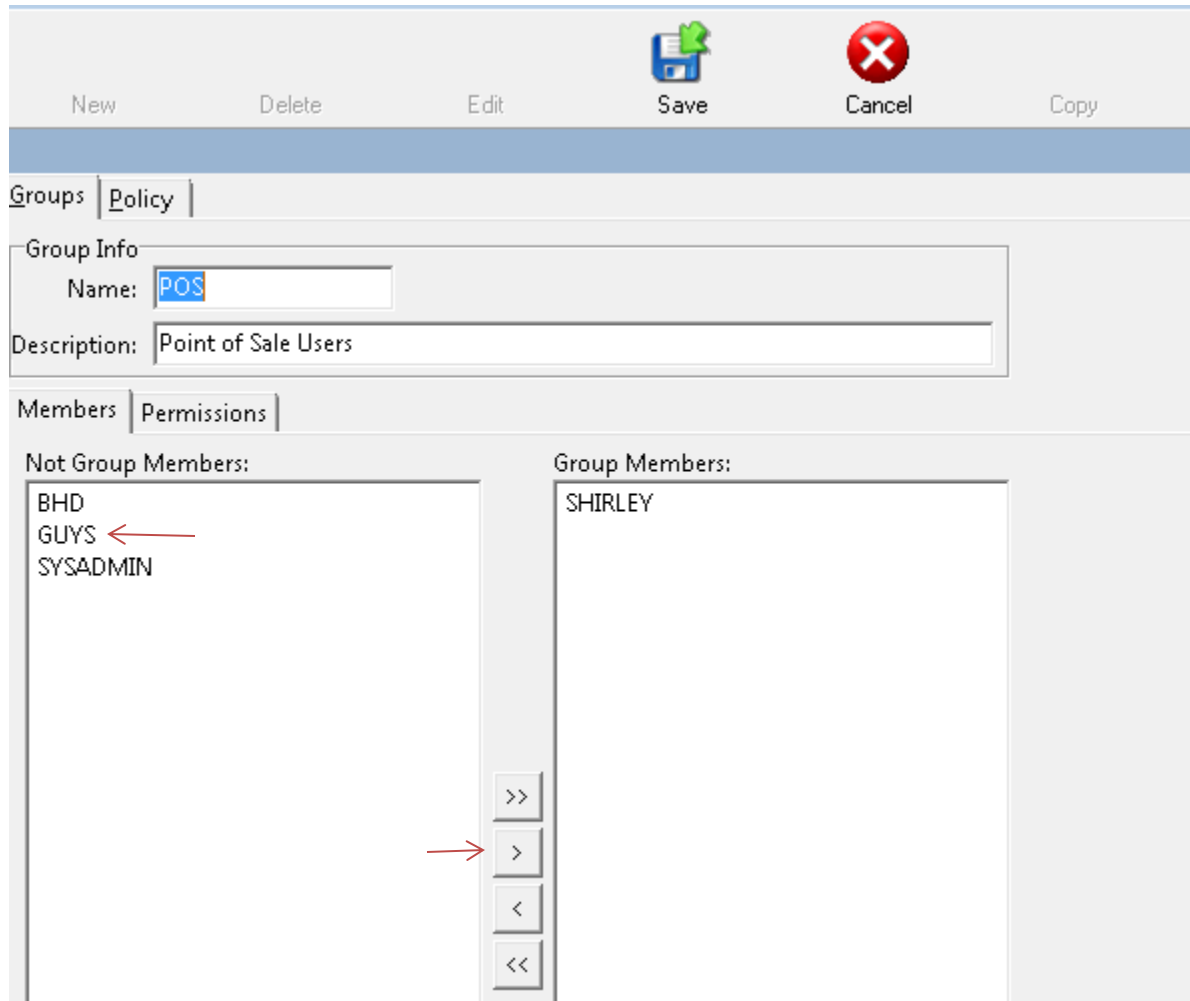 New Delete Edit Save Cancel Copy
Groups Policy
Group Info
Name: POS
Description: Point of Sale Users
Members Permissions
Not Group Members: Group Members:
BHD SHIRLEY
GUYS
SYSADMIN
>>
>
<
<<